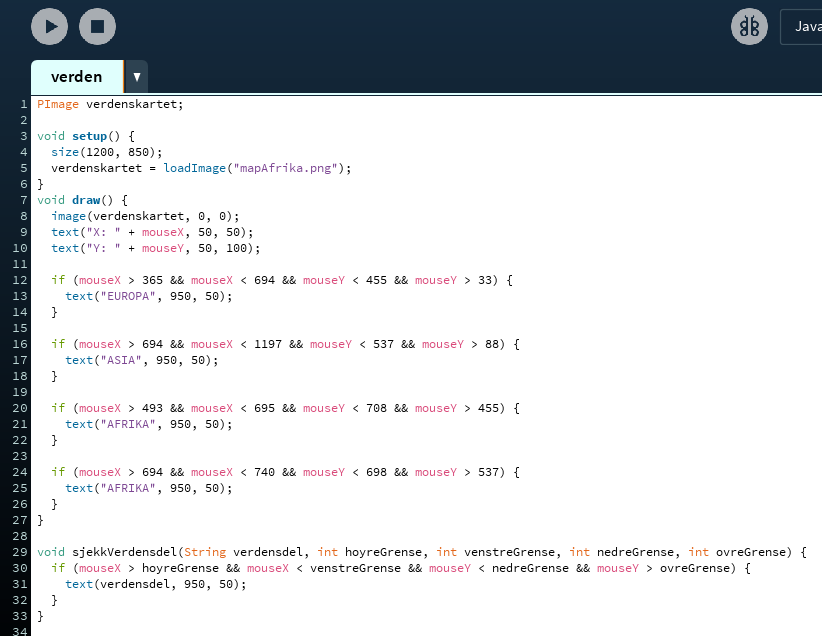 Java
verden
1 PImage verdenskartet;
2
3 void setup() {
4   size(1200, 850);
5   verdenskartet = loadImage("mapAfrika.png");
6 }
7 void draw() {
8   image(verdenskartet, 0, 0);
9   text("X: " + mouseX, 50, 50);
10   text("Y: " + mouseY, 50, 100);
11
12   if (mouseX > 365 && mouseX < 694 && mouseY < 455 && mouseY > 33) {
13     text("EUROPA", 950, 50);
14   }
15
16   if (mouseX > 694 && mouseX < 1197 && mouseY < 537 && mouseY > 88) {
17     text("ASIA", 950, 50);
18   }
19
20   if (mouseX > 493 && mouseX < 695 && mouseY < 708 && mouseY > 455) {
21     text("AFRIKA", 950, 50);
22   }
23
24   if (mouseX > 694 && mouseX < 740 && mouseY < 698 && mouseY > 537) {
25     text("AFRIKA", 950, 50);
26   }
27 }
28
29 void sjekkVerdensdel(String verdensdel, int hoyreGrense, int venstreGrense, int nedreGrense, int ovreGrense) {
30   if (mouseX > hoyreGrense && mouseX < venstreGrense && mouseY < nedreGrense && mouseY > ovreGrense) {
31     text(verdensdel, 950, 50);
32   }
33 }
34